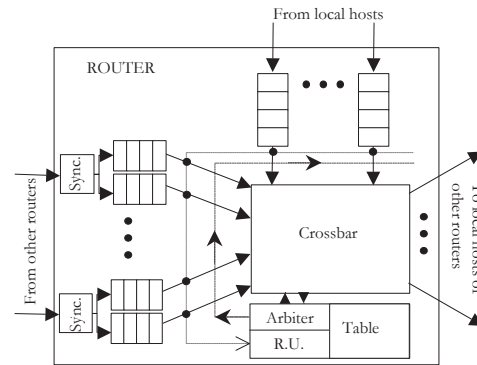 From local hosts
ROUTER
Sync.
From other routers
Crossbar
To local hosts or
other routers
Sync.
Arbiter
Table
R.U.